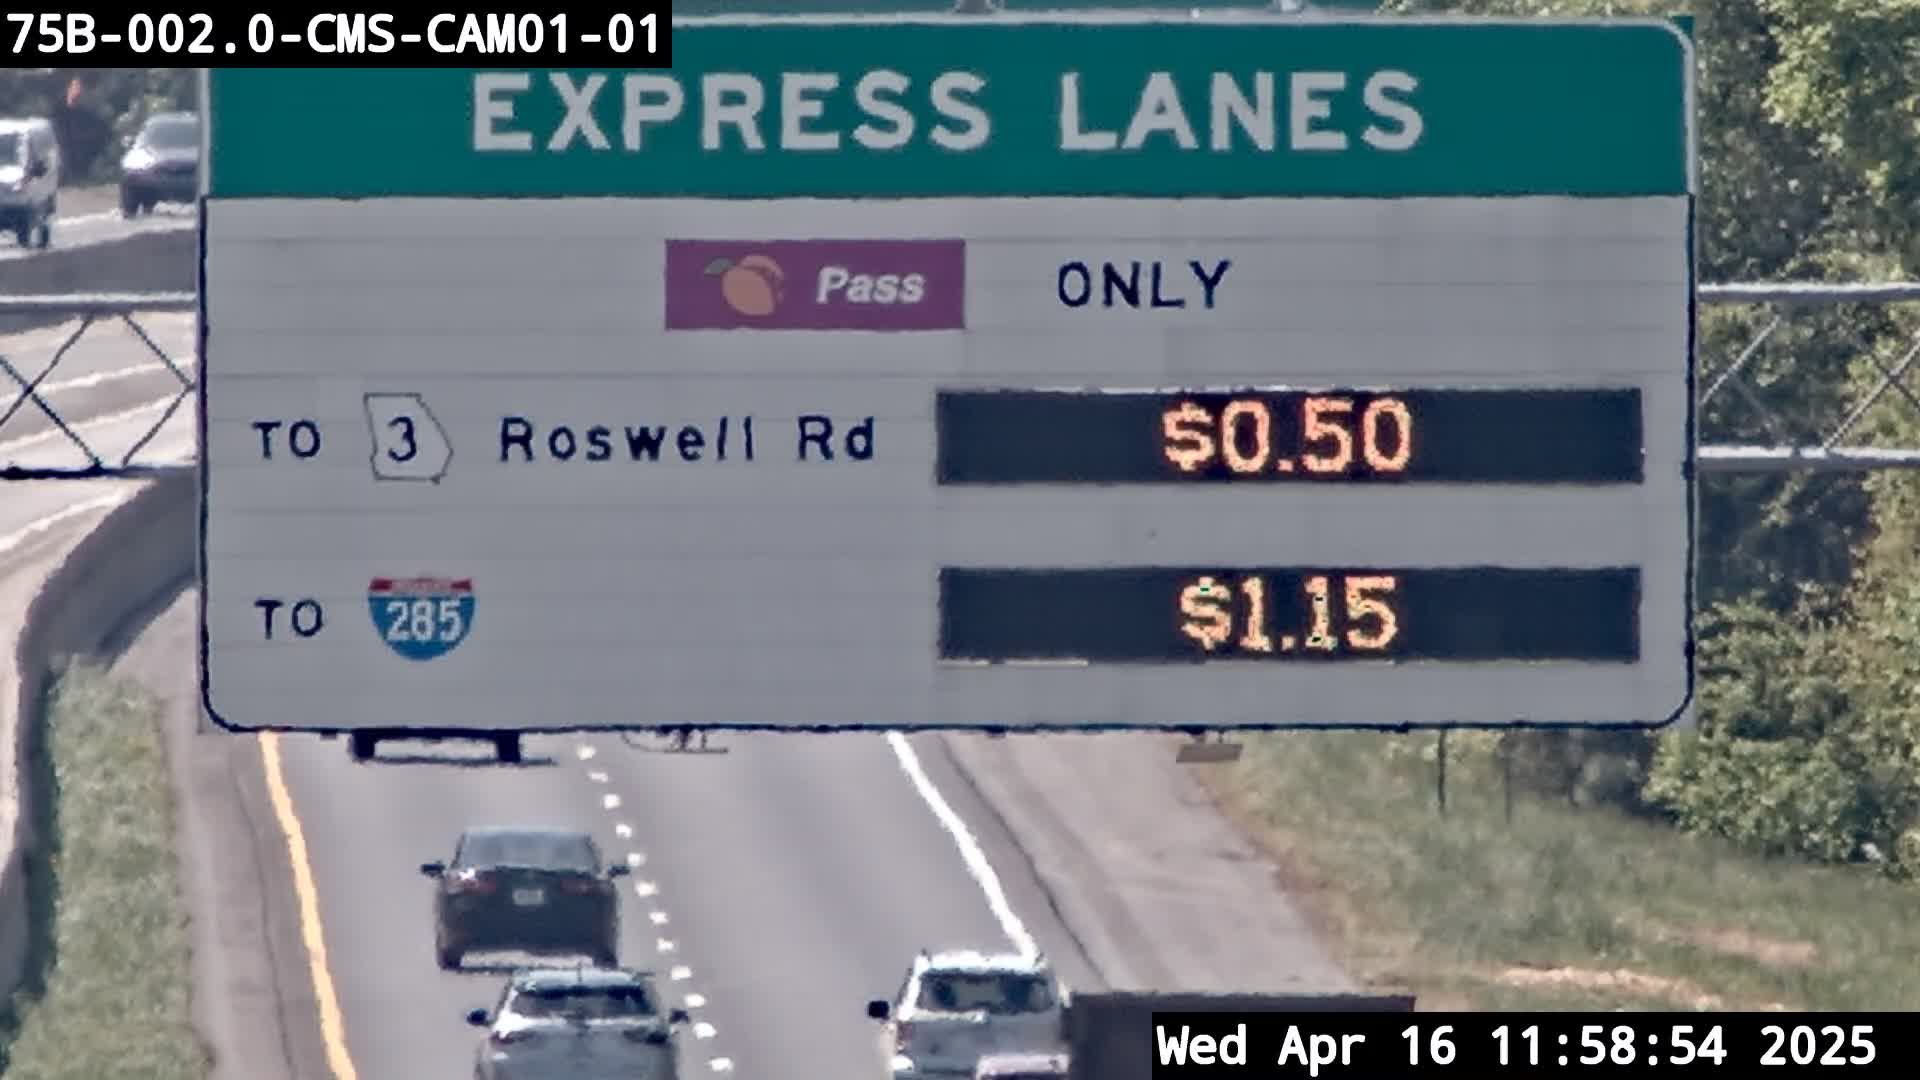 75B-002.0-CMS-CAM01-01
EXPRESS LANES
Pass ONLY
TO 3 Roswell Rd $0.50
TO 285 $1.15
Wed Apr 16 11:58:54 2025